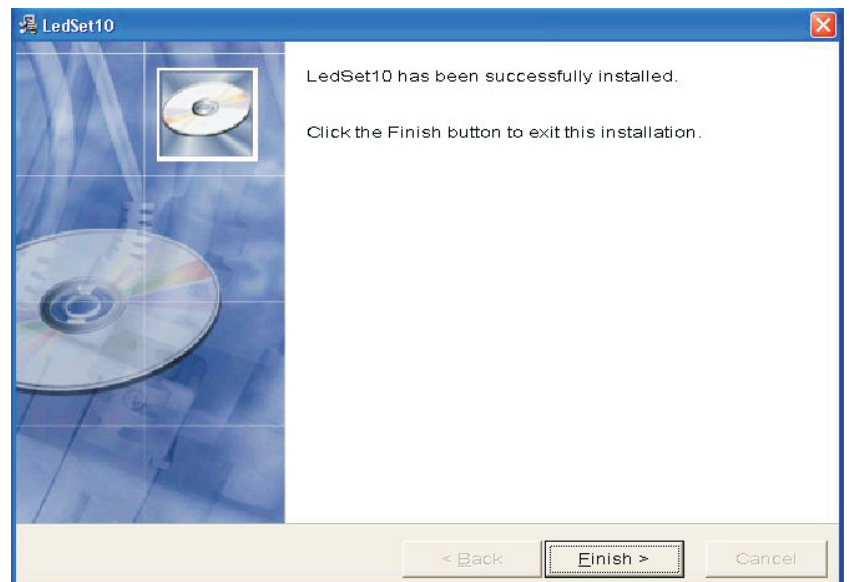 LedSet10
LedSet10 has been successfully installed.
Click the Finish button to exit this installation.
< Back
Finish >
Cancel